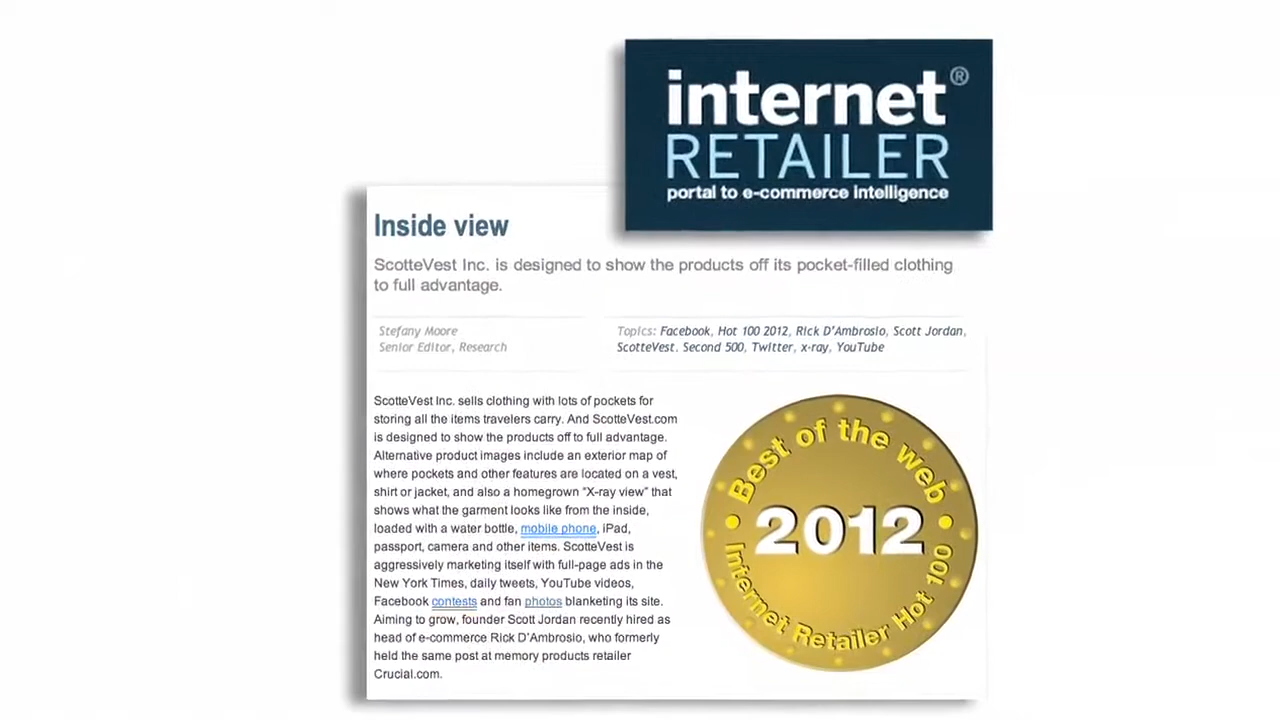 internet®
RETAILER
portal to e-commerce intelligence
Inside view
ScotteVest Inc. is designed to show the products off its pocket-filled clothing
to full advantage.
Stefany Moore
Senior Editor, Research
Topics: Facebook, Hot 100 2012, Rick D'Ambrosio, Scott Jordan,
ScotteVest. Second 500, Twitter, x-ray, YouTube
ScotteVest Inc. sells clothing with lots of pockets for
storing all the items travelers carry. And ScotteVest.com
is designed to show the products off to full advantage.
Alternative product images include an exterior map of
where pockets and other features are located on a vest,
shirt or jacket, and also a homegrown "X-ray view" that
shows what the garment looks like from the inside,
loaded with a water bottle, mobile phone, iPad,
passport, camera and other items. ScotteVest is
aggressively marketing itself with full-page ads in the
New York Times, daily tweets, YouTube videos,
Facebook contests and fan photos blanketing its site.
Aiming to grow, founder Scott Jordan recently hired as
head of e-commerce Rick D'Ambrosio, who formerly
held the same post at memory products retailer
Crucial.com.
Best of the web
2012
Internet Retailer Hot 100